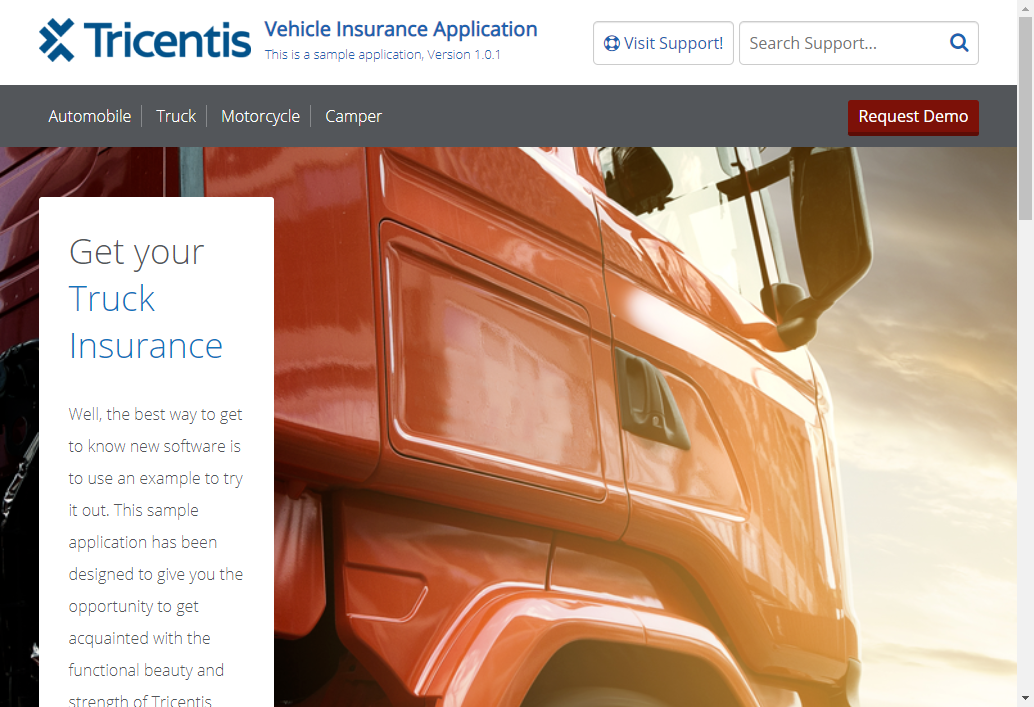 Tricentis
Vehicle Insurance Application
This is a sample application, Version 1.0.1
Visit Support!
Search Support...
Automobile
Truck
Motorcycle
Camper
Request Demo
Get your
Truck
Insurance
Well, the best way to get
to know new software is
to use an example to try
it out. This sample
application has been
designed to give you the
opportunity to get
acquainted with the
functional beauty and
strength of Tricentis